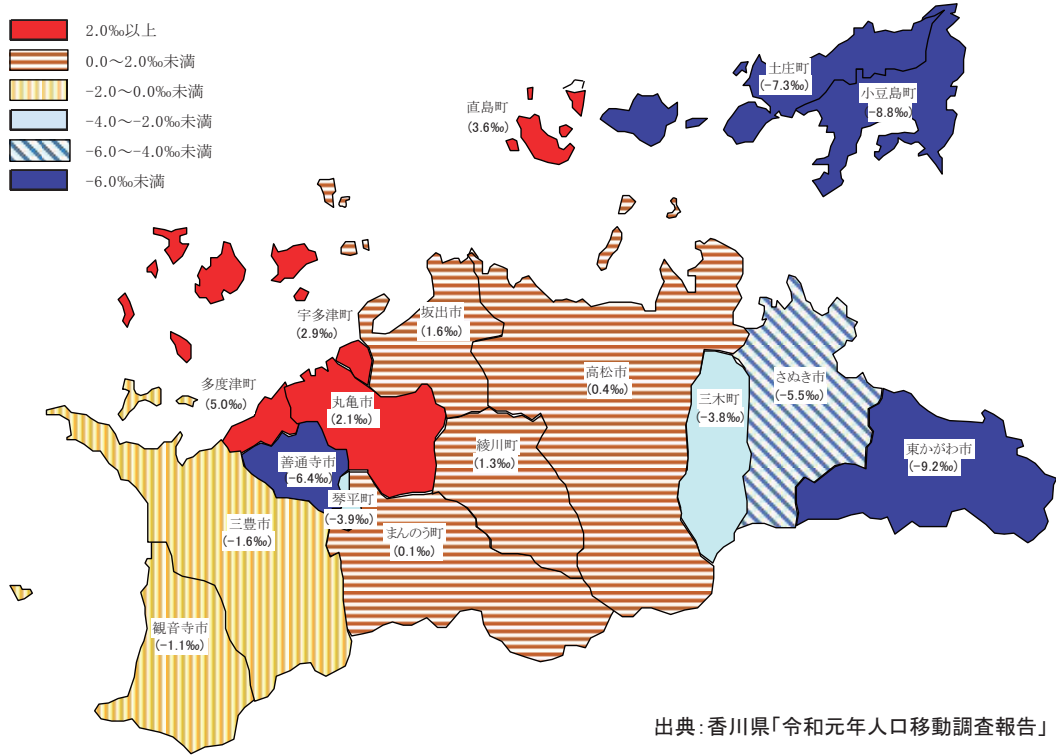 2.0‰以上
0.0～2.0‰未満
-2.0～0.0‰未満
-4.0～-2.0‰未満
-6.0～-4.0‰未満
-6.0‰未満
土庄町
(-7.3‰)
小豆島町
(-8.8‰)
直島町
(3.6‰)
宇多津町
(2.9‰)
坂出市
(1.6‰)
多度津町
(5.0‰)
丸亀市
(2.1‰)
高松市
(0.4‰)
三木町
(-3.8‰)
さぬき市
(-5.5‰)
善通寺市
(-6.4‰)
綾川町
(1.3‰)
東かがわ市
(-9.2‰)
琴平町
(-3.9‰)
三豊市
(-1.6‰)
まんのう町
(0.1‰)
観音寺市
(-1.1‰)
出典：香川県「令和元年人口移動調査報告」